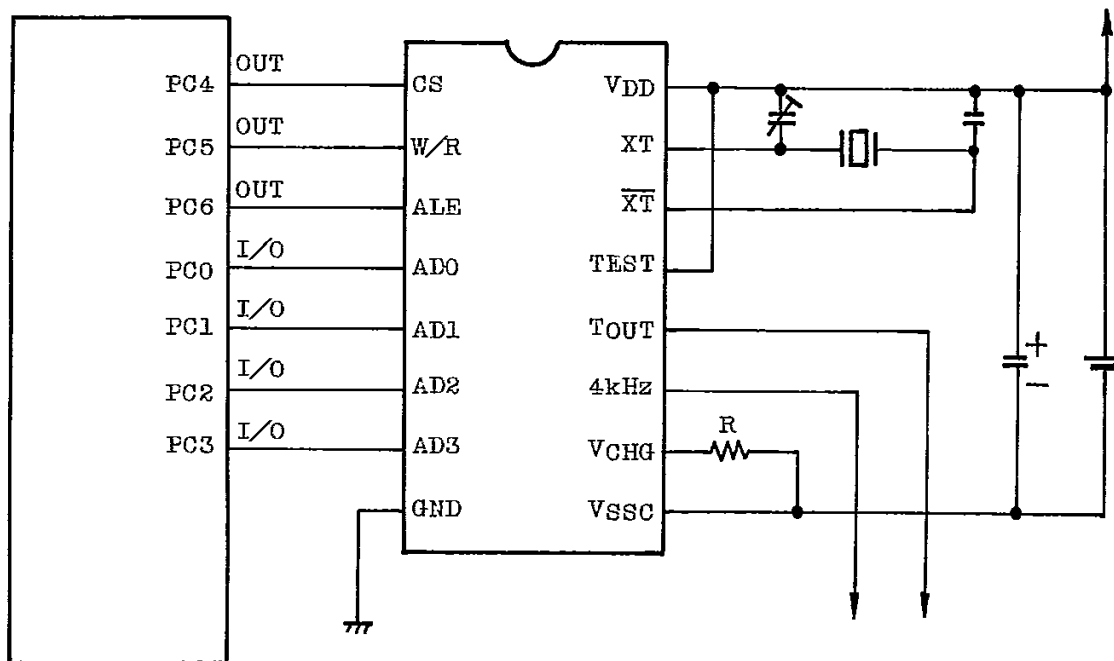 PC4 OUT CS VDD
PC5 OUT W/R XT
PC6 OUT ALE X̅T̅
PC0 I/O AD0 TEST
PC1 I/O AD1 TOUT
PC2 I/O AD2 4kHz
PC3 I/O AD3 VCHG R
GND VSSC
+
-